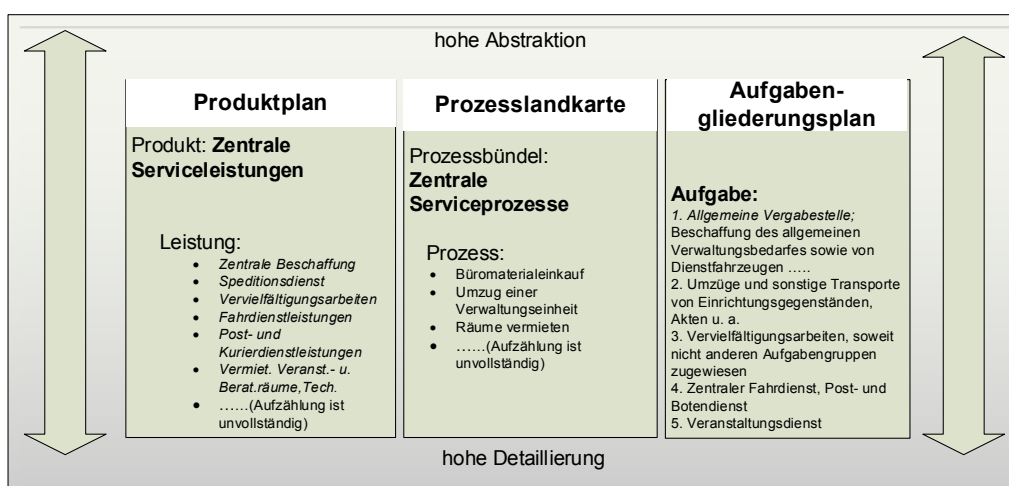 hohe Abstraktion
Produktplan
Produkt: Zentrale
Serviceleistungen
Leistung:
• Zentrale Beschaffung
• Speditionsdienst
• Vervielfältigungsarbeiten
• Fahrdienstleistungen
• Post- und
Kurierdienstleistungen
• Vermiet. Veranst.- u.
Berat.räume,Tech.
• ……(Aufzählung ist
unvollständig)
Prozesslandkarte
Prozessbündel:
Zentrale
Serviceprozesse
Prozess:
• Büromaterialeinkauf
• Umzug einer
Verwaltungseinheit
• Räume vermieten
• ……(Aufzählung ist
unvollständig)
Aufgaben-
gliederungsplan
Aufgabe:
1. Allgemeine Vergabestelle;
Beschaffung des allgemeinen
Verwaltungsbedarfes sowie von
Dienstfahrzeugen …..
2. Umzüge und sonstige Transporte
von Einrichtungsgegenständen,
Akten u. a.
3. Vervielfältigungsarbeiten, soweit
nicht anderen Aufgabengruppen
zugewiesen
4. Zentraler Fahrdienst, Post- und
Botendienst
5. Veranstaltungsdienst
hohe Detaillierung